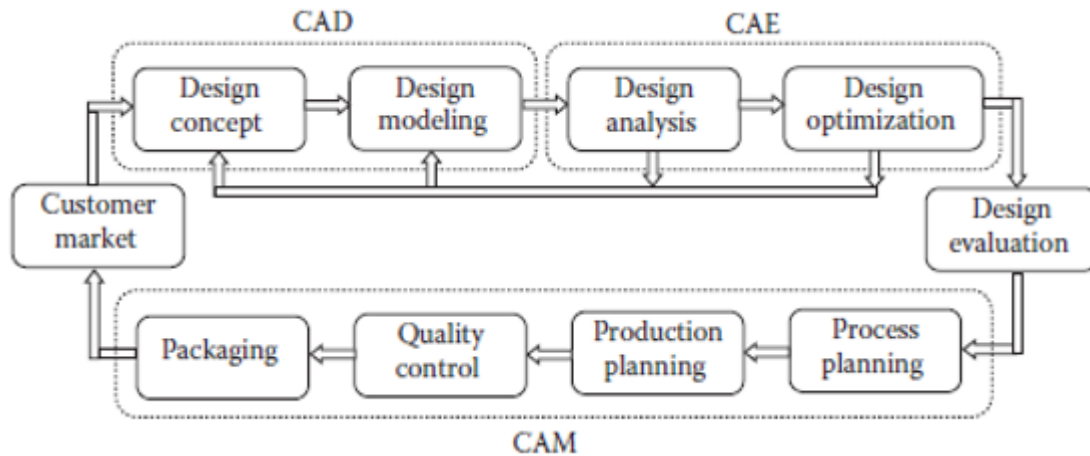 CAD
CAE
Design
concept
Design
modeling
Design
analysis
Design
optimization
Customer
market
Design
evaluation
Packaging
Quality
control
Production
planning
Process
planning
CAM